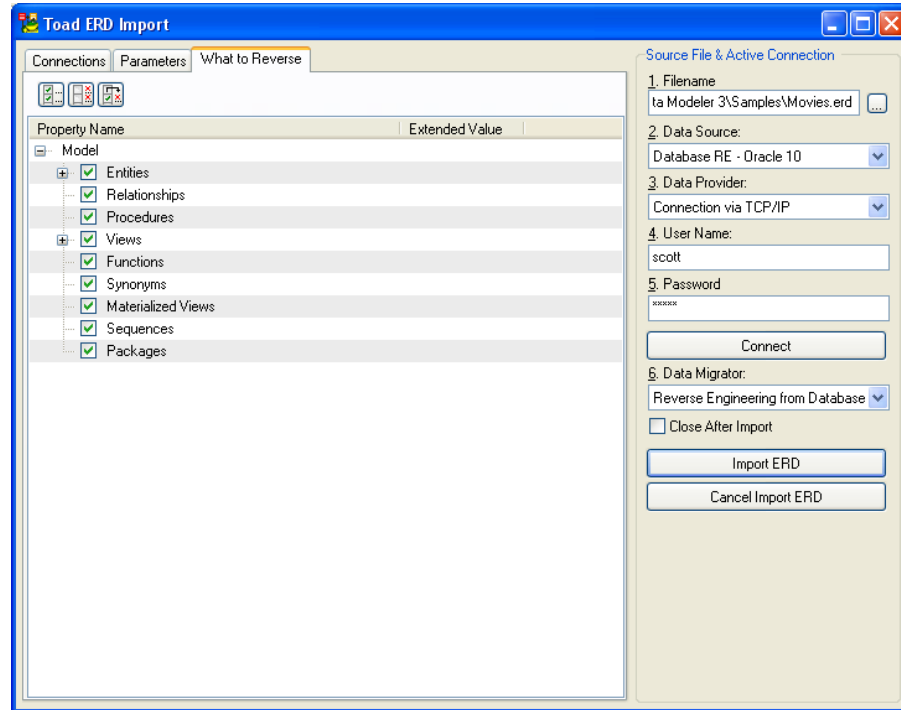 Toad ERD Import
Connections Parameters What to Reverse
Property Name Extended Value
Model
Entities
Relationships
Procedures
Views
Functions
Synonyms
Materialized Views
Sequences
Packages
Source File & Active Connection
1. Filename
ta Modeler 3\Samples\Movies.erd ...
2. Data Source:
Database RE - Oracle 10
3. Data Provider:
Connection via TCP/IP
4. User Name:
scott
5. Password
xxxxx
Connect
6. Data Migrator:
Reverse Engineering from Database
Close After Import
Import ERD
Cancel Import ERD